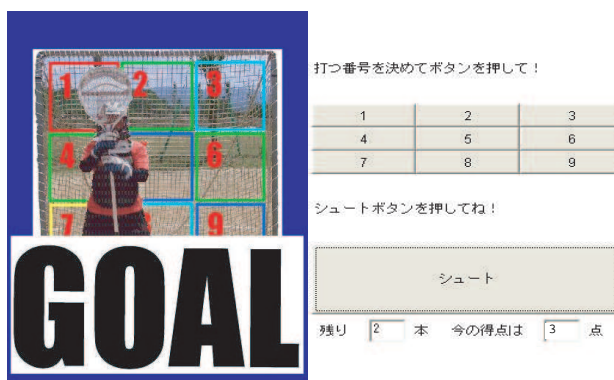 1 2 3
4 6
7 9
GOAL
打つ番号を決めてボタンを押して！
1 2 3
4 5 6
7 8 9
シュートボタンを押してね！
シュート
残り 2 本 今の得点は 3 点